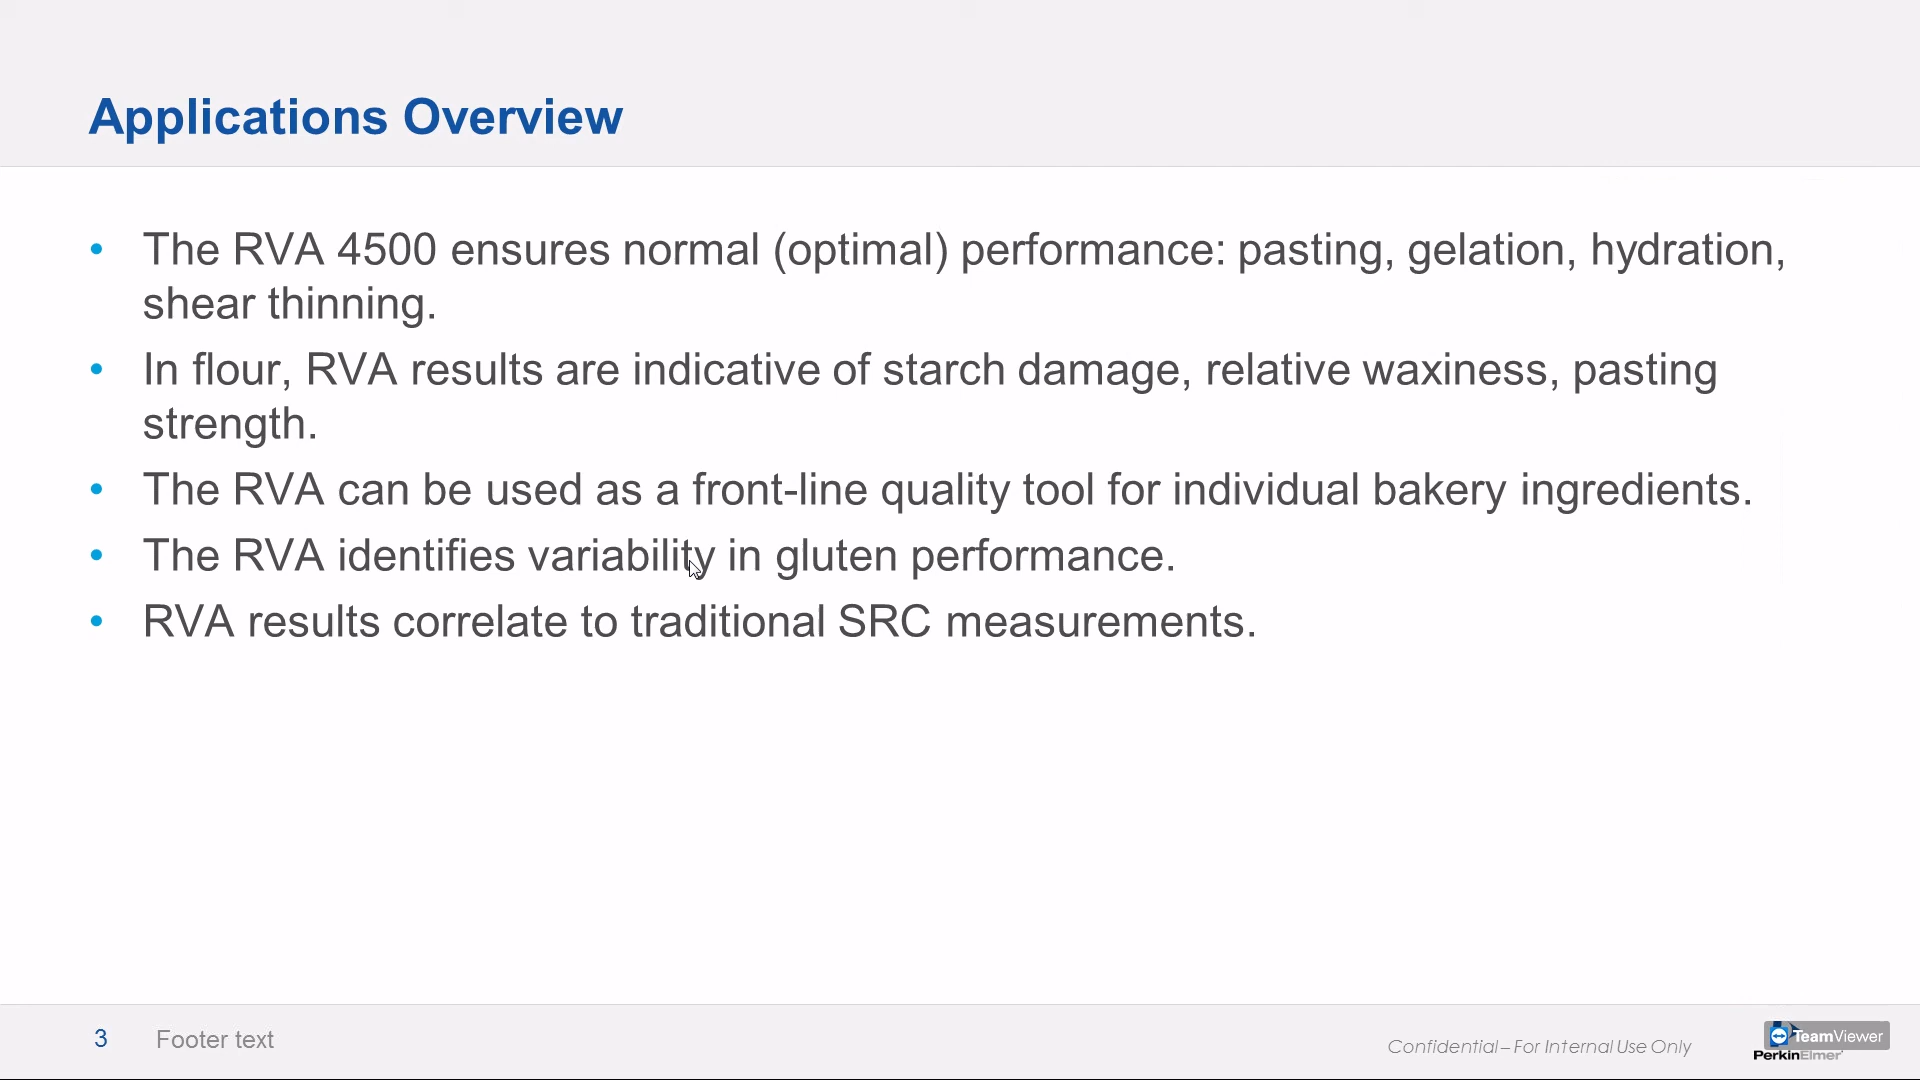 Applications Overview
• The RVA 4500 ensures normal (optimal) performance: pasting, gelation, hydration,
shear thinning.
• In flour, RVA results are indicative of starch damage, relative waxiness, pasting
strength.
• The RVA can be used as a front-line quality tool for individual bakery ingredients.
• The RVA identifies variability in gluten performance.
• RVA results correlate to traditional SRC measurements.
3 Footer text
Confidential – For Internal Use Only
TeamViewer
PerkinElmer